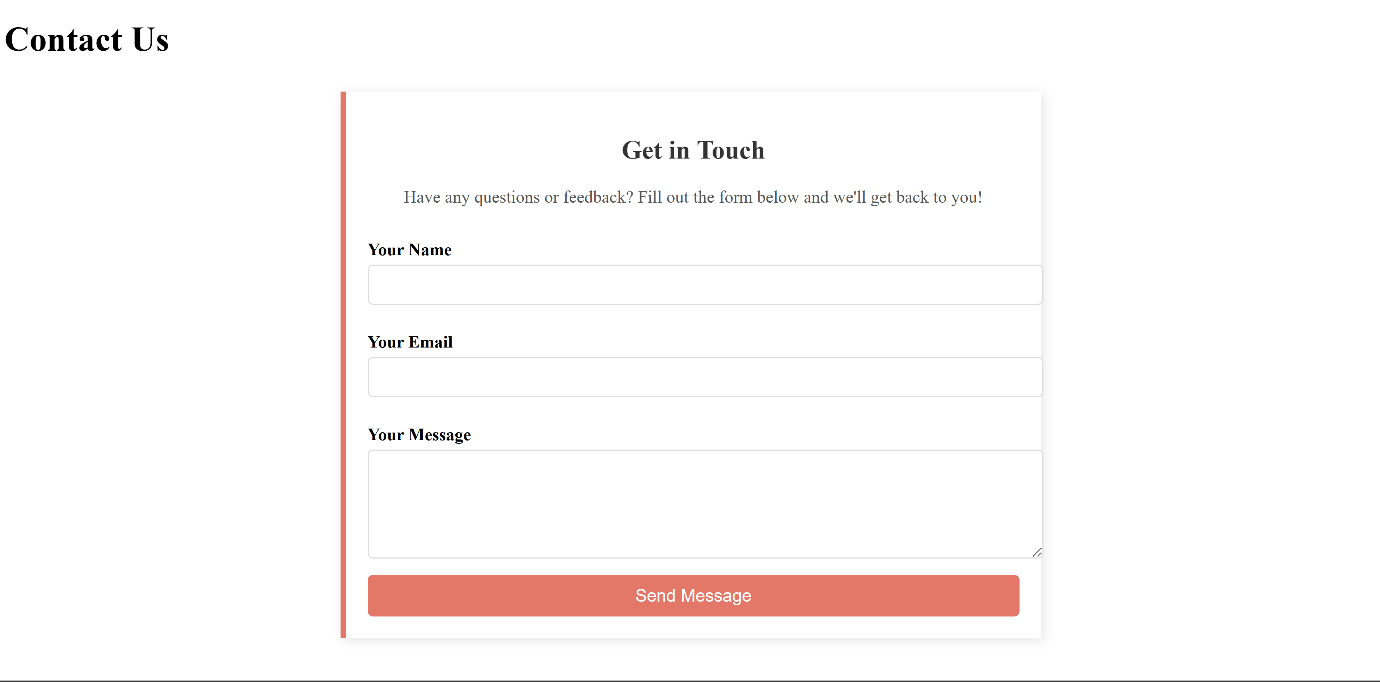 Contact Us
Get in Touch
Have any questions or feedback? Fill out the form below and we'll get back to you!
Your Name
Your Email
Your Message
Send Message